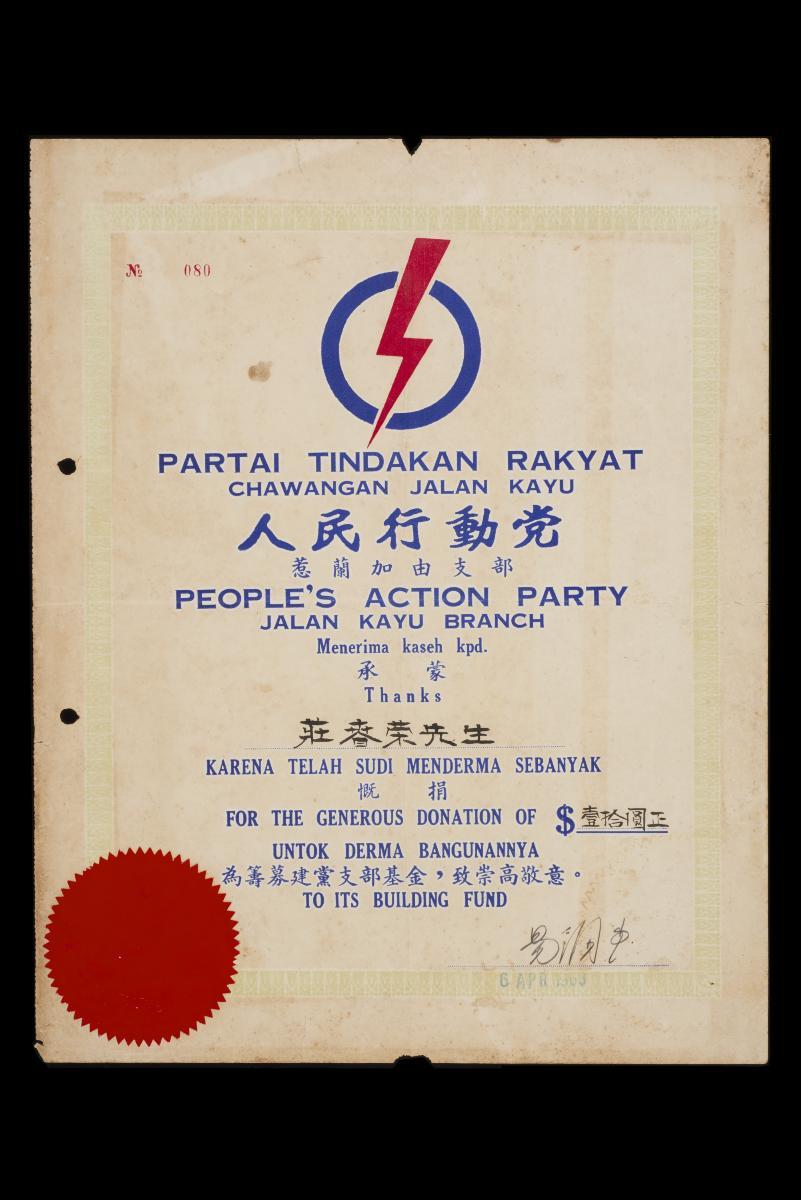 № 080
PARTAI TINDAKAN RAKYAT
CHAWANGAN JALAN KAYU
人民行動党
惹蘭加由支部
PEOPLE'S ACTION PARTY
JALAN KAYU BRANCH
Menerima kaseh kpd.
承蒙
Thanks
莊春荣先生
KARENA TELAH SUDI MENDERMA SEBANYAK
慨捐
FOR THE GENEROUS DONATION OF $壹拾圓正
UNTOK DERMA BANGUNANNYA
為籌募建黨支部基金，致崇高敬意。
TO ITS BUILDING FUND
6 APR